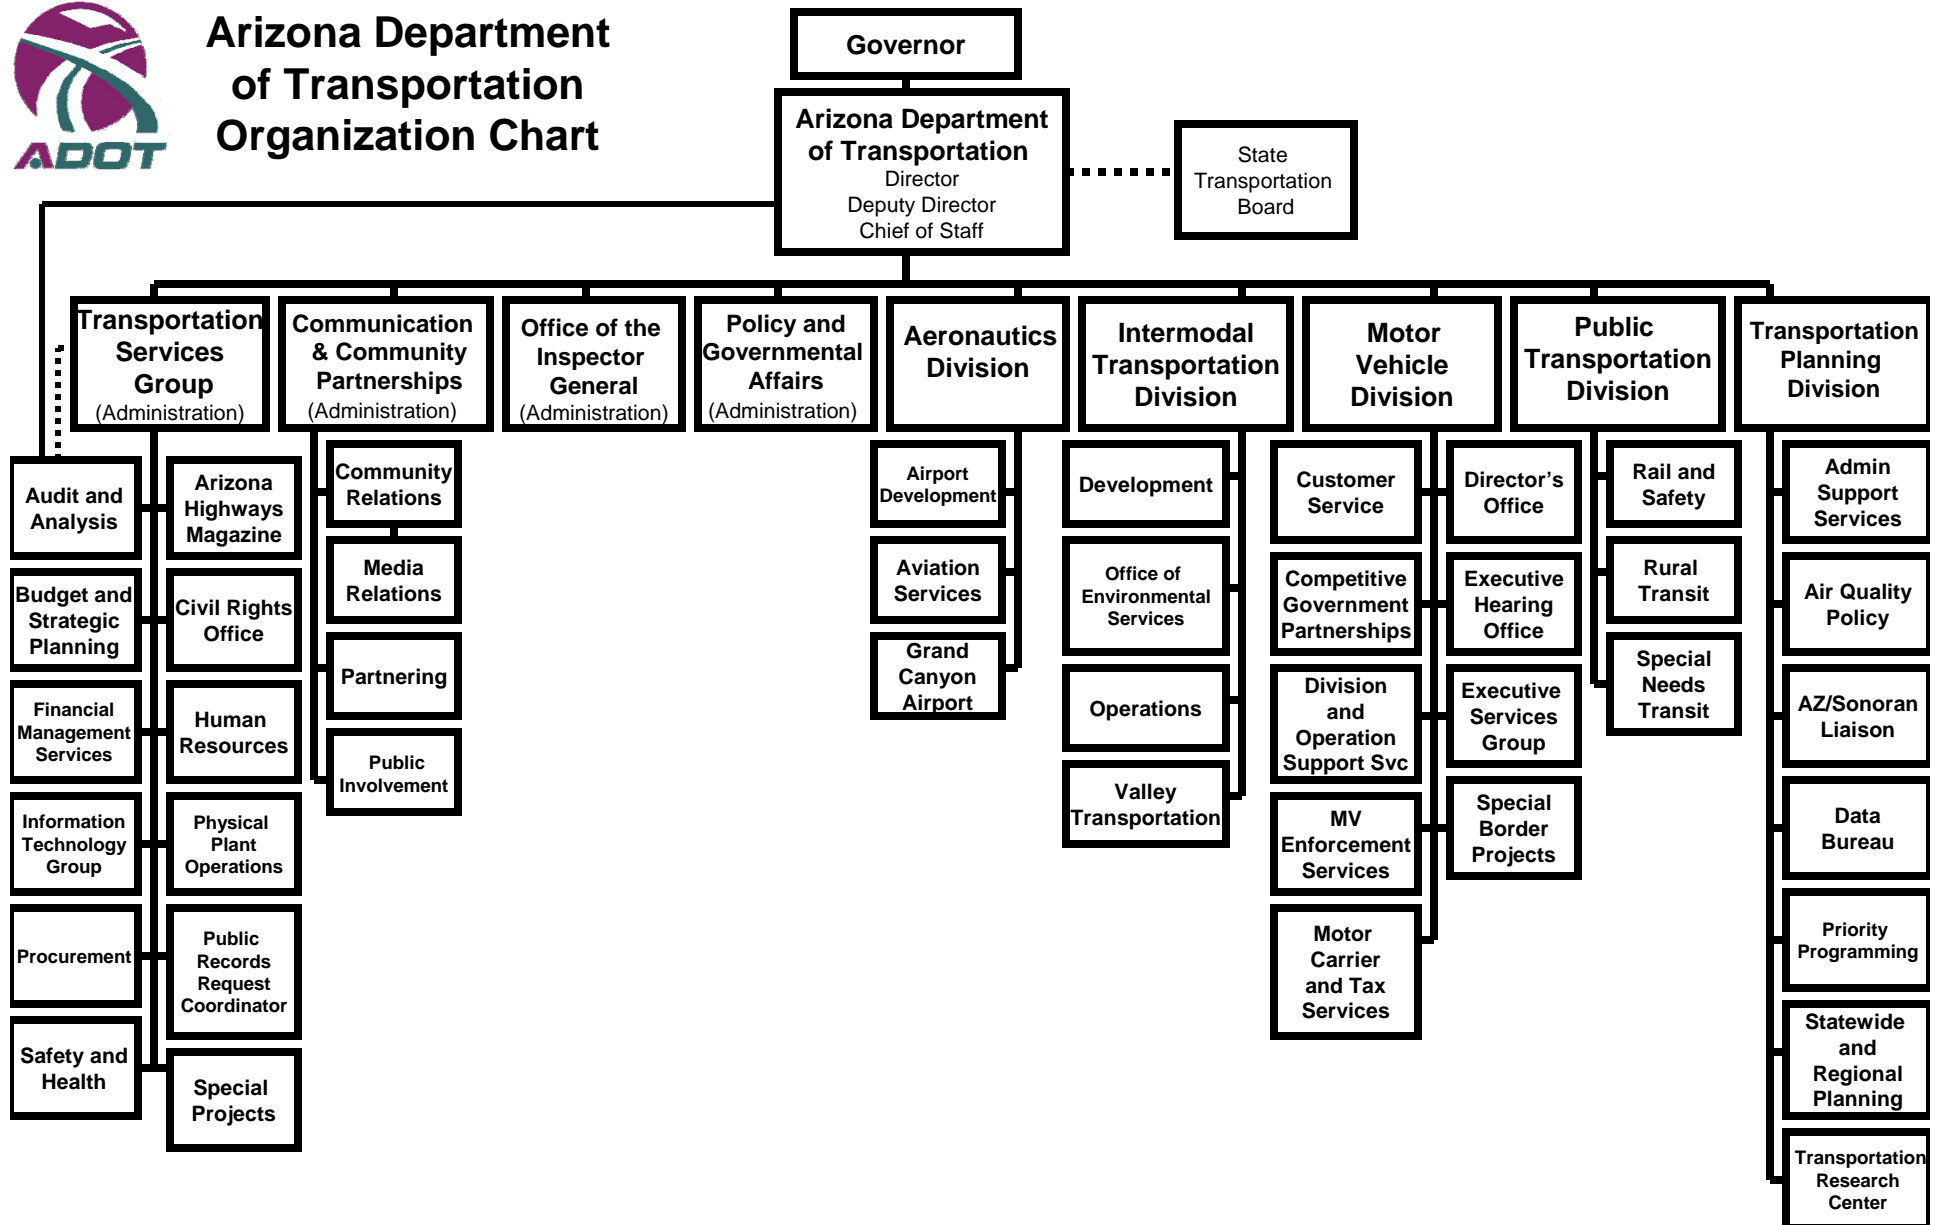 ADOT
Arizona Department
of Transportation
Organization Chart
Governor
Arizona Department
of Transportation
Director
Deputy Director
Chief of Staff
State
Transportation
Board
Transportation
Services
Group
(Administration)
Communication
& Community
Partnerships
(Administration)
Office of the
Inspector
General
(Administration)
Policy and
Governmental
Affairs
(Administration)
Aeronautics
Division
Intermodal
Transportation
Division
Motor
Vehicle
Division
Public
Transportation
Division
Transportation
Planning
Division
Audit and
Analysis
Budget and
Strategic
Planning
Financial
Management
Services
Information
Technology
Group
Procurement
Safety and
Health
Arizona
Highways
Magazine
Civil Rights
Office
Human
Resources
Physical
Plant
Operations
Public
Records
Request
Coordinator
Special
Projects
Community
Relations
Media
Relations
Partnering
Public
Involvement
Airport
Development
Aviation
Services
Grand
Canyon
Airport
Development
Office of
Environmental
Services
Operations
Valley
Transportation
Customer
Service
Competitive
Government
Partnerships
Division
and
Operation
Support Svc
MV
Enforcement
Services
Motor
Carrier
and Tax
Services
Director's
Office
Executive
Hearing
Office
Executive
Services
Group
Special
Border
Projects
Rail and
Safety
Rural
Transit
Special
Needs
Transit
Admin
Support
Services
Air Quality
Policy
AZ/Sonoran
Liaison
Data
Bureau
Priority
Programming
Statewide
and
Regional
Planning
Transportation
Research
Center